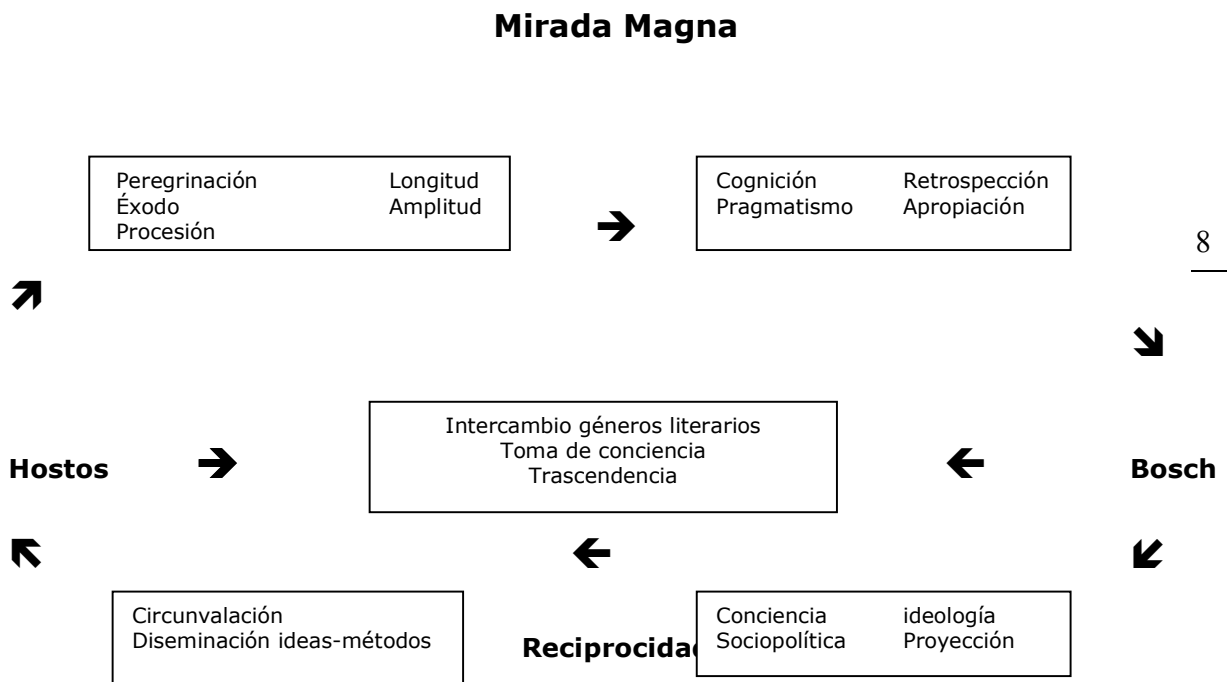 Mirada Magna
Peregrinación Longitud
Éxodo Amplitud
Procesión
Cognición Retrospección
Pragmatismo Apropiación
8
Intercambio géneros literarios
Toma de conciencia
Trascendencia
Hostos
Bosch
Circunvalación
Diseminación ideas-métodos
Reciprocidad
Conciencia ideología
Sociopolítica Proyección